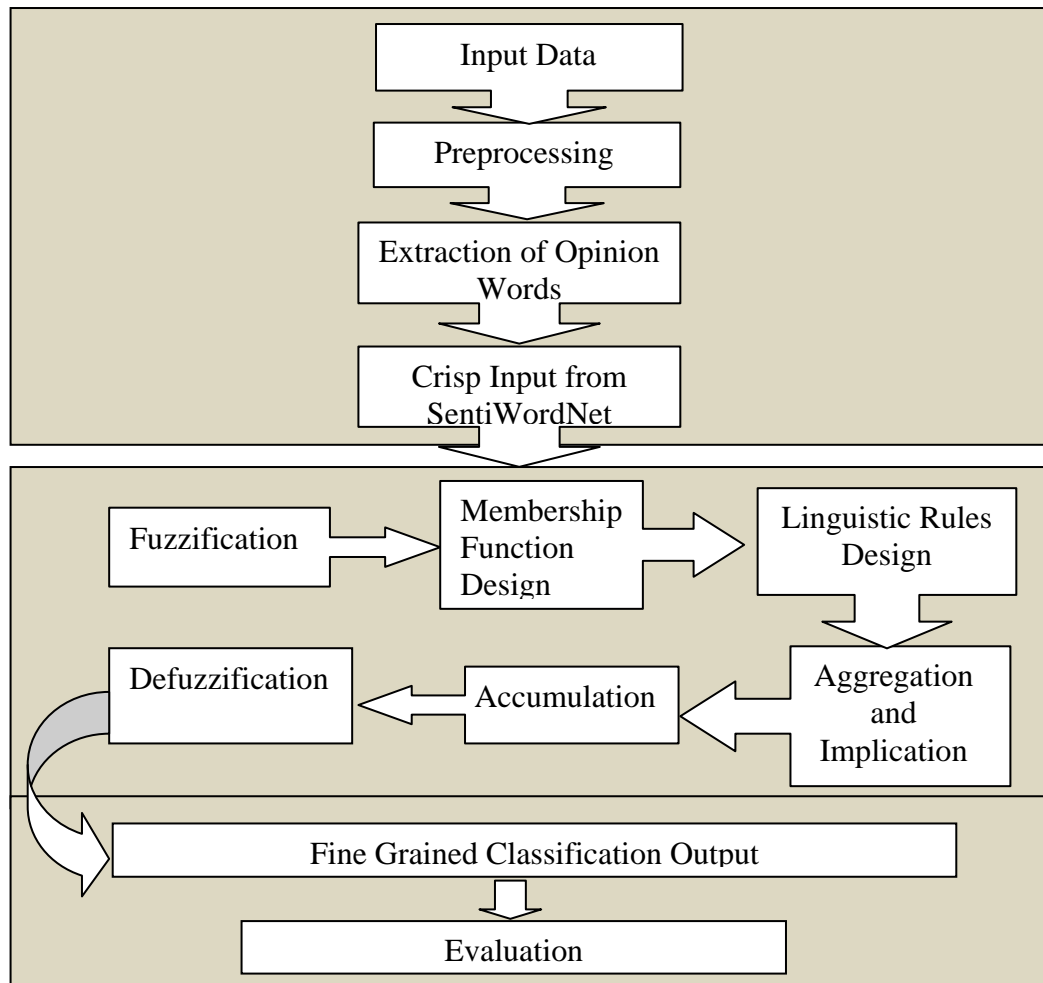 Input Data
Preprocessing
Extraction of Opinion
Words
Crisp Input from
SentiWordNet
Fuzzification
Membership
Function
Design
Linguistic Rules
Design
Aggregation
and
Implication
Accumulation
Defuzzification
Fine Grained Classification Output
Evaluation